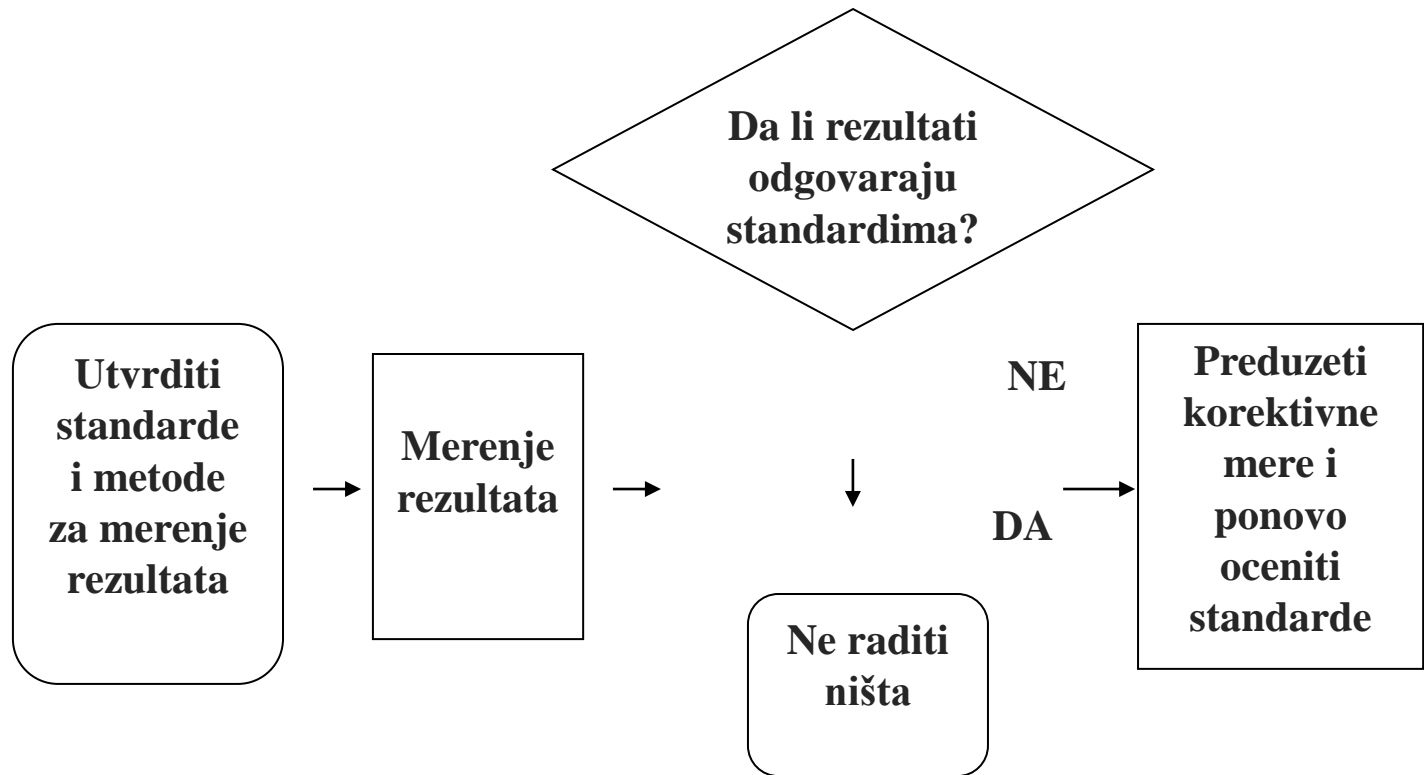 Da li rezultati
odgovaraju
standardima?
Utvrditi
standarde
i metode
za merenje
rezultata
Merenje
rezultata
NE
DA
Preduzeti
korektivne
mere i
ponovo
oceniti
standarde
Ne raditi
ništa